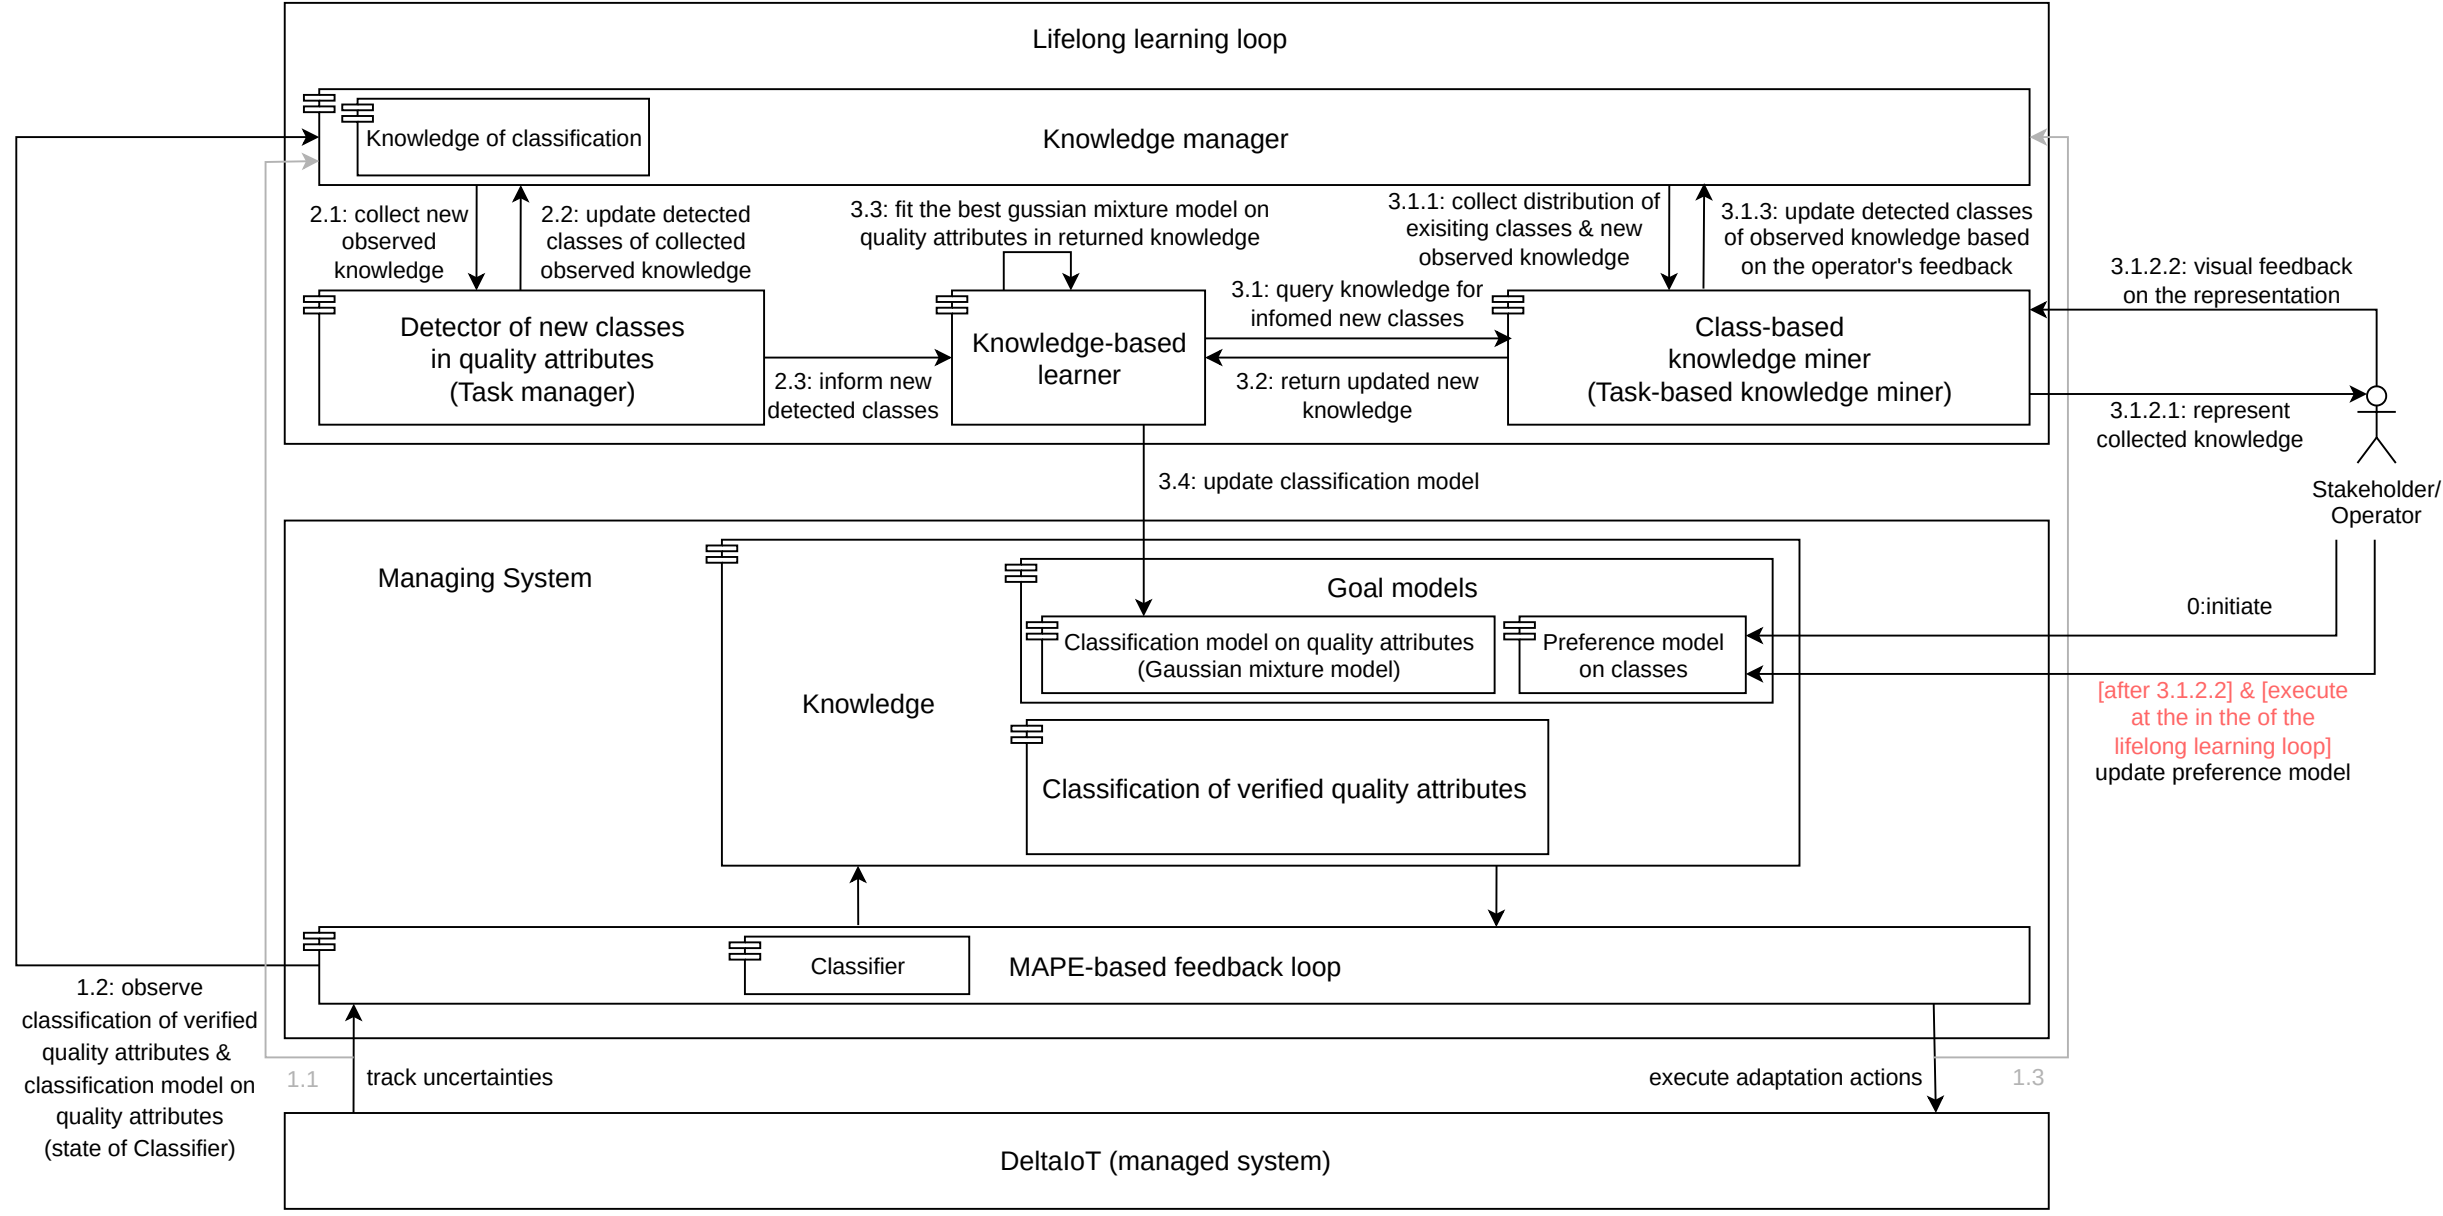 Lifelong learning loop
Knowledge of classification
Knowledge manager
2.1: collect new
observed
knowledge
2.2: update detected
classes of collected
observed knowledge
3.3: fit the best gussian mixture model on
quality attributes in returned knowledge
3.1.1: collect distribution of
exisiting classes & new
observed knowledge
3.1.3: update detected classes
of observed knowledge based
on the operator's feedback
3.1.2.2: visual feedback
on the representation
3.1: query knowledge for
infomed new classes
Detector of new classes
in quality attributes
(Task manager)
Knowledge-based
learner
Class-based
knowledge miner
(Task-based knowledge miner)
2.3: inform new
detected classes
3.2: return updated new
knowledge
3.1.2.1: represent
collected knowledge
3.4: update classification model
Stakeholder/
Operator
Managing System
Goal models
0:initiate
Classification model on quality attributes
(Gaussian mixture model)
Preference model
on classes
Knowledge
[after 3.1.2.2] & [execute
at the in the of the
lifelong learning loop]
update preference model
Classification of verified quality attributes
Classifier
MAPE-based feedback loop
1.2: observe
classification of verified
quality attributes &
classification model on
quality attributes
(state of Classifier)
1.1
track uncertainties
execute adaptation actions
1.3
DeltaIoT (managed system)